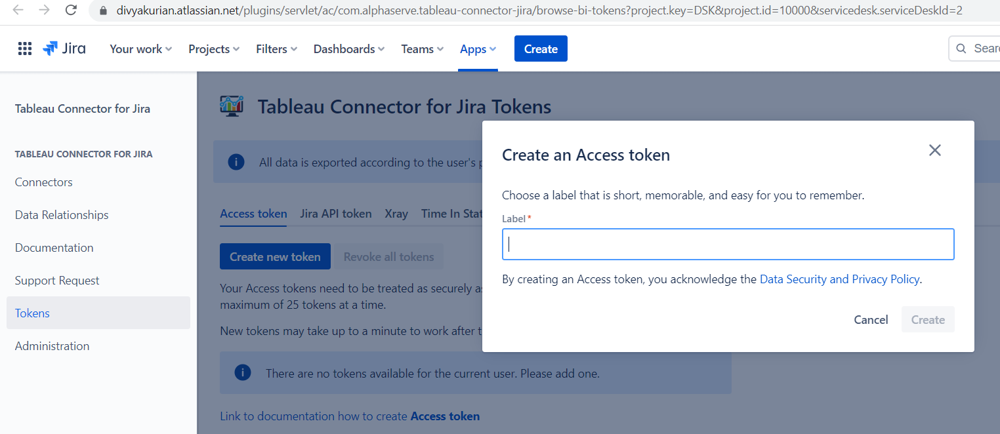 divyakurian.atlassian.net/plugins/servlet/ac/com.alphaserve.tableau-connector-jira/browse-bi-tokens?project.key=DSK&project.id=10000&servicedesk.serviceDeskId=2
Jira Your work Projects Filters Dashboards Teams Apps Create
Tableau Connector for Jira
TABLEAU CONNECTOR FOR JIRA
Connectors
Data Relationships
Documentation
Support Request
Tokens
Administration
Tableau Connector for Jira Tokens
All data is exported according to the user's
Access token Jira API token Xray Time In
Create new token Revoke all tokens
Your Access tokens need to be treated as securely
maximum of 25 tokens at a time.
New tokens may take up to a minute to work after
There are no tokens available for the current user. Please add one.
Link to documentation how to create Access token
Create an Access token
Choose a label that is short, memorable, and easy for you to remember.
Label *
By creating an Access token, you acknowledge the Data Security and Privacy Policy.
Cancel Create